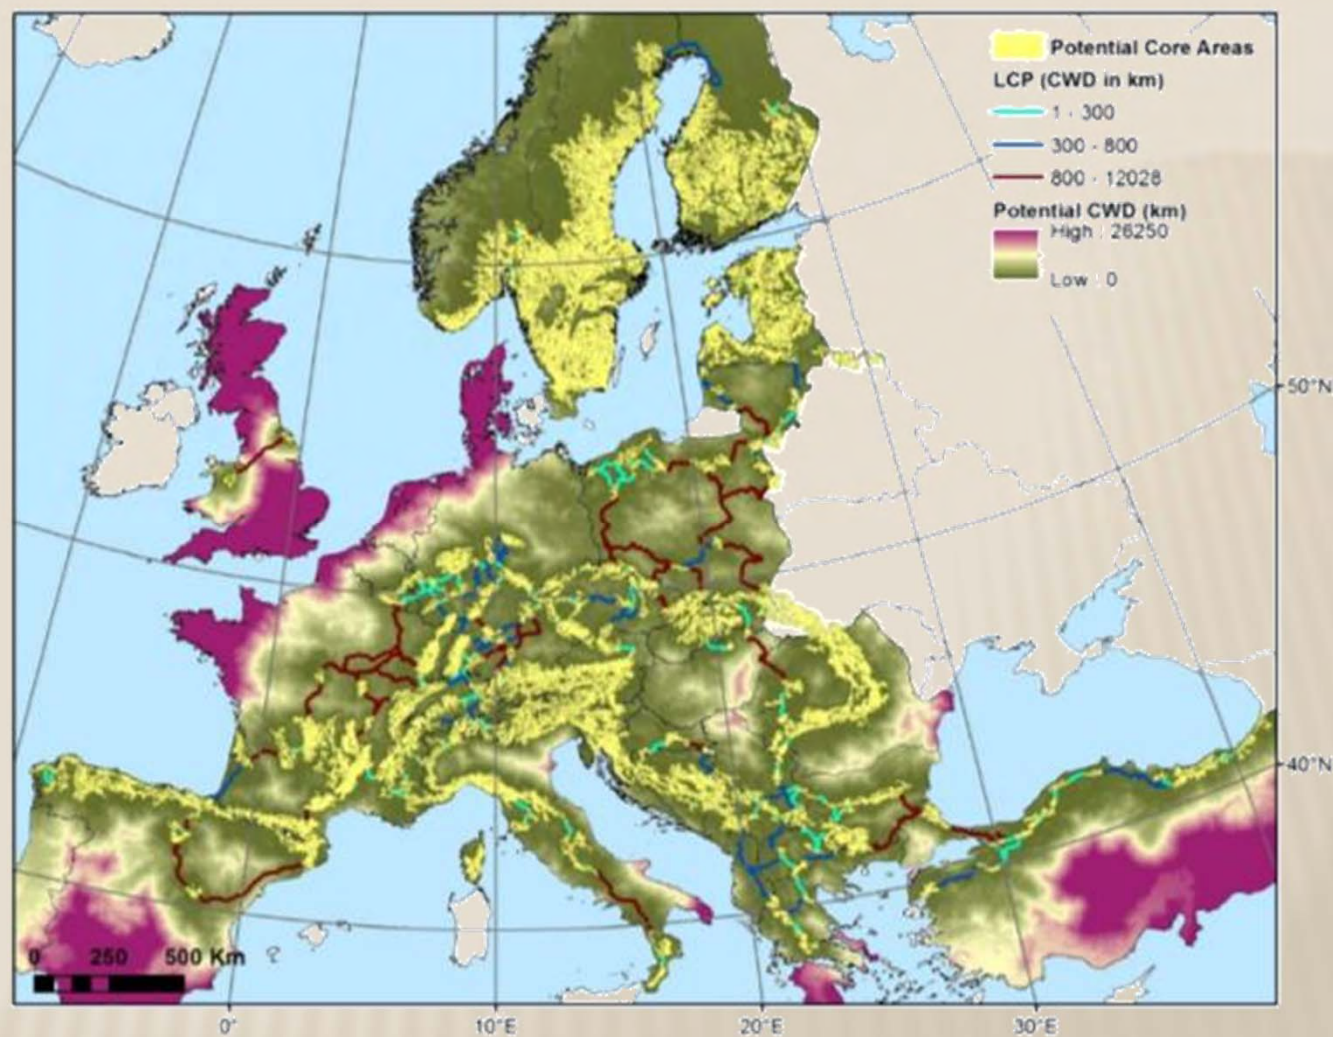 Potential Core Areas
LCP (CWD in km)
1 - 300
300 - 800
800 - 12028
Potential CWD (km)
High : 26250
Low : 0
50°N
40°N
0 250 500 Km
0° 10°E 20°E 30°E